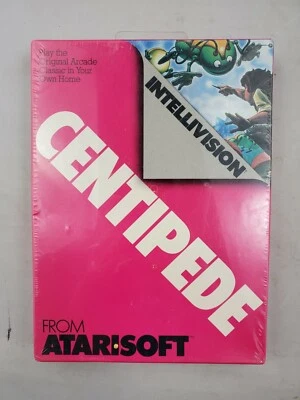 Play the
Original Arcade
Classic in Your
Own Home
INTELLIVISION
CENTIPEDE
FROM
ATARISOFT